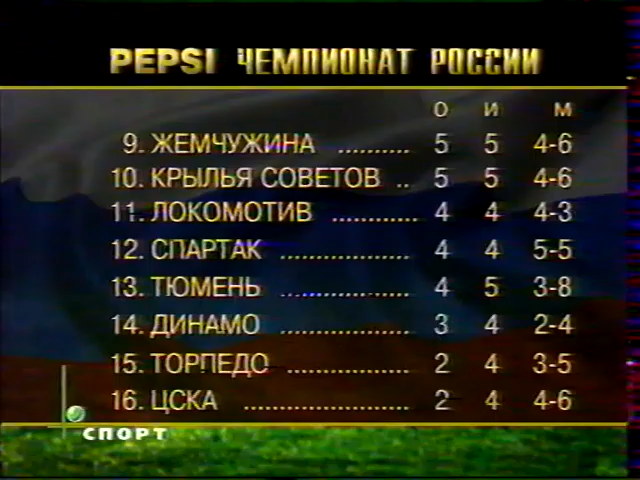 PEPSI ЧЕМПИОНАТ РОССИИ
О И М
9. ЖЕМЧУЖИНА .......... 5 5 4-6
10. КРЫЛЬЯ СОВЕТОВ .. 5 5 4-6
11. ЛОКОМОТИВ ............ 4 4 4-3
12. СПАРТАК .................. 4 4 5-5
13. ТЮМЕНЬ .................. 4 5 3-8
14. ДИНАМО .................. 3 4 2-4
15. ТОРПЕДО ................. 2 4 3-5
16. ЦСКА ....................... 2 4 4-6
СПОРТ